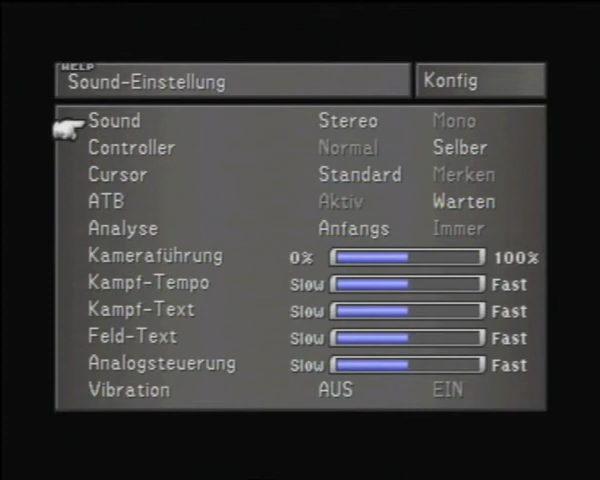 HELP
Sound-Einstellung Konfig
Sound Stereo Mono
Controller Normal Selber
Cursor Standard Merken
ATB Aktiv Warten
Analyse Anfangs Immer
Kameraführung 0% 100%
Kampf-Tempo Slow Fast
Kampf-Text Slow Fast
Feld-Text Slow Fast
Analogsteuerung Slow Fast
Vibration AUS EIN